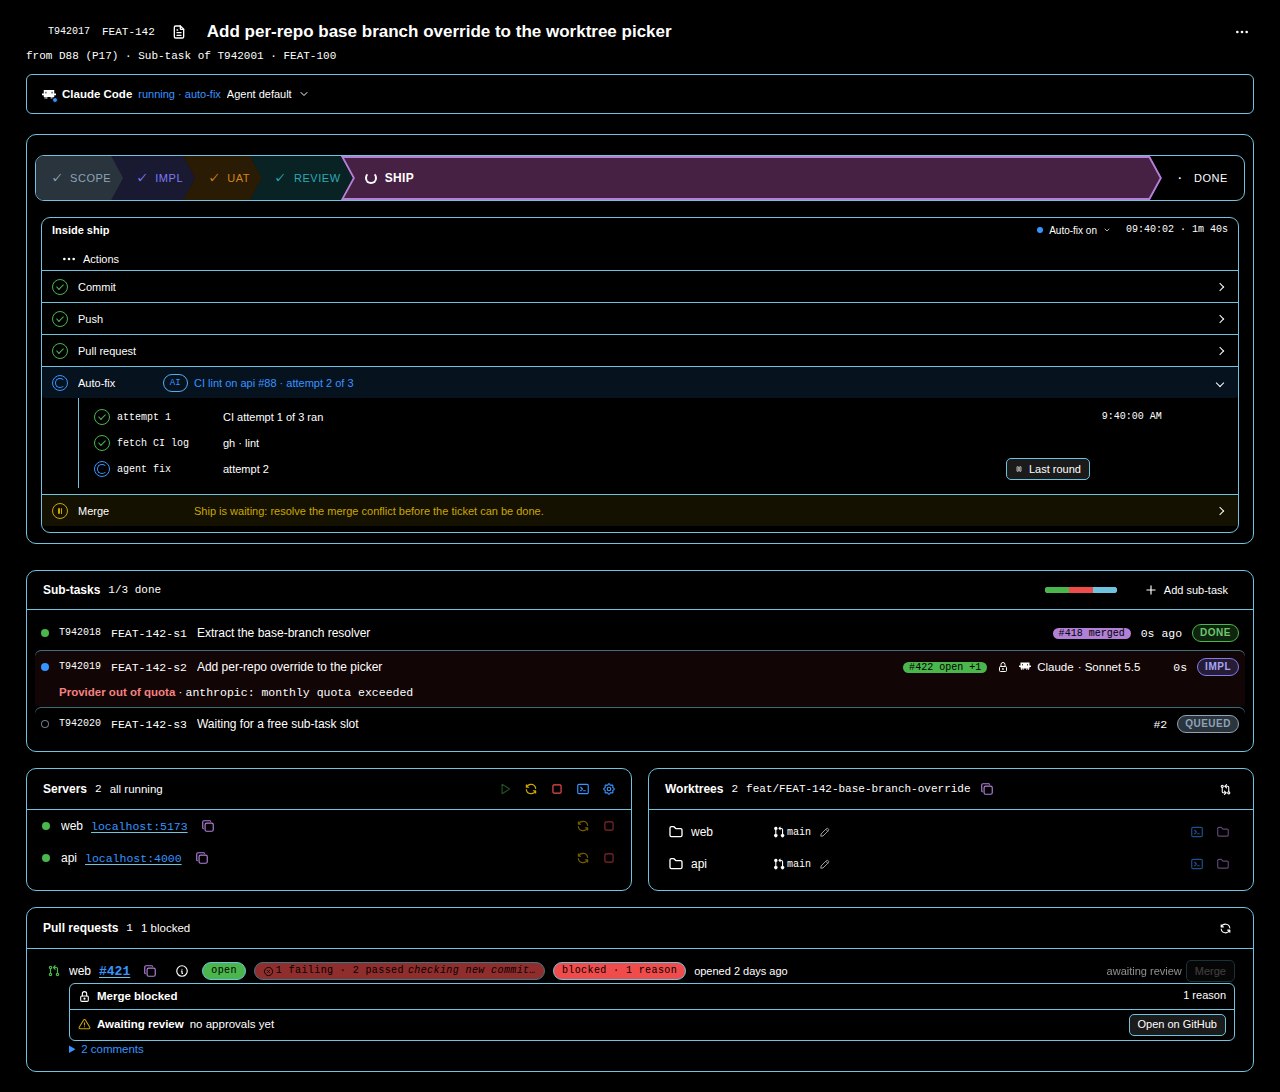 T942017 FEAT-142 Add per-repo base branch override to the worktree picker
from D88 (P17) · Sub-task of T942001 · FEAT-100
Claude Code running · auto-fix Agent default
SCOPE IMPL UAT REVIEW SHIP · DONE
Inside ship Auto-fix on 09:40:02 · 1m 40s
Actions
Commit
Push
Pull request
Auto-fix AI CI lint on api #88 · attempt 2 of 3
attempt 1 CI attempt 1 of 3 ran 9:40:00 AM
fetch CI log gh · lint
agent fix attempt 2 Last round
Merge Ship is waiting: resolve the merge conflict before the ticket can be done.
Sub-tasks 1/3 done Add sub-task
T942018 FEAT-142-s1 Extract the base-branch resolver #418 merged 0s ago DONE
T942019 FEAT-142-s2 Add per-repo override to the picker #422 open +1 Claude · Sonnet 5.5 0s IMPL
Provider out of quota · anthropic: monthly quota exceeded
T942020 FEAT-142-s3 Waiting for a free sub-task slot #2 QUEUED
Servers 2 all running
web localhost:5173
api localhost:4000
Worktrees 2 feat/FEAT-142-base-branch-override
web main
api main
Pull requests 1 1 blocked
web #421 open 1 failing · 2 passed checking new commit… blocked · 1 reason opened 2 days ago awaiting review Merge
Merge blocked 1 reason
Awaiting review no approvals yet Open on GitHub
2 comments